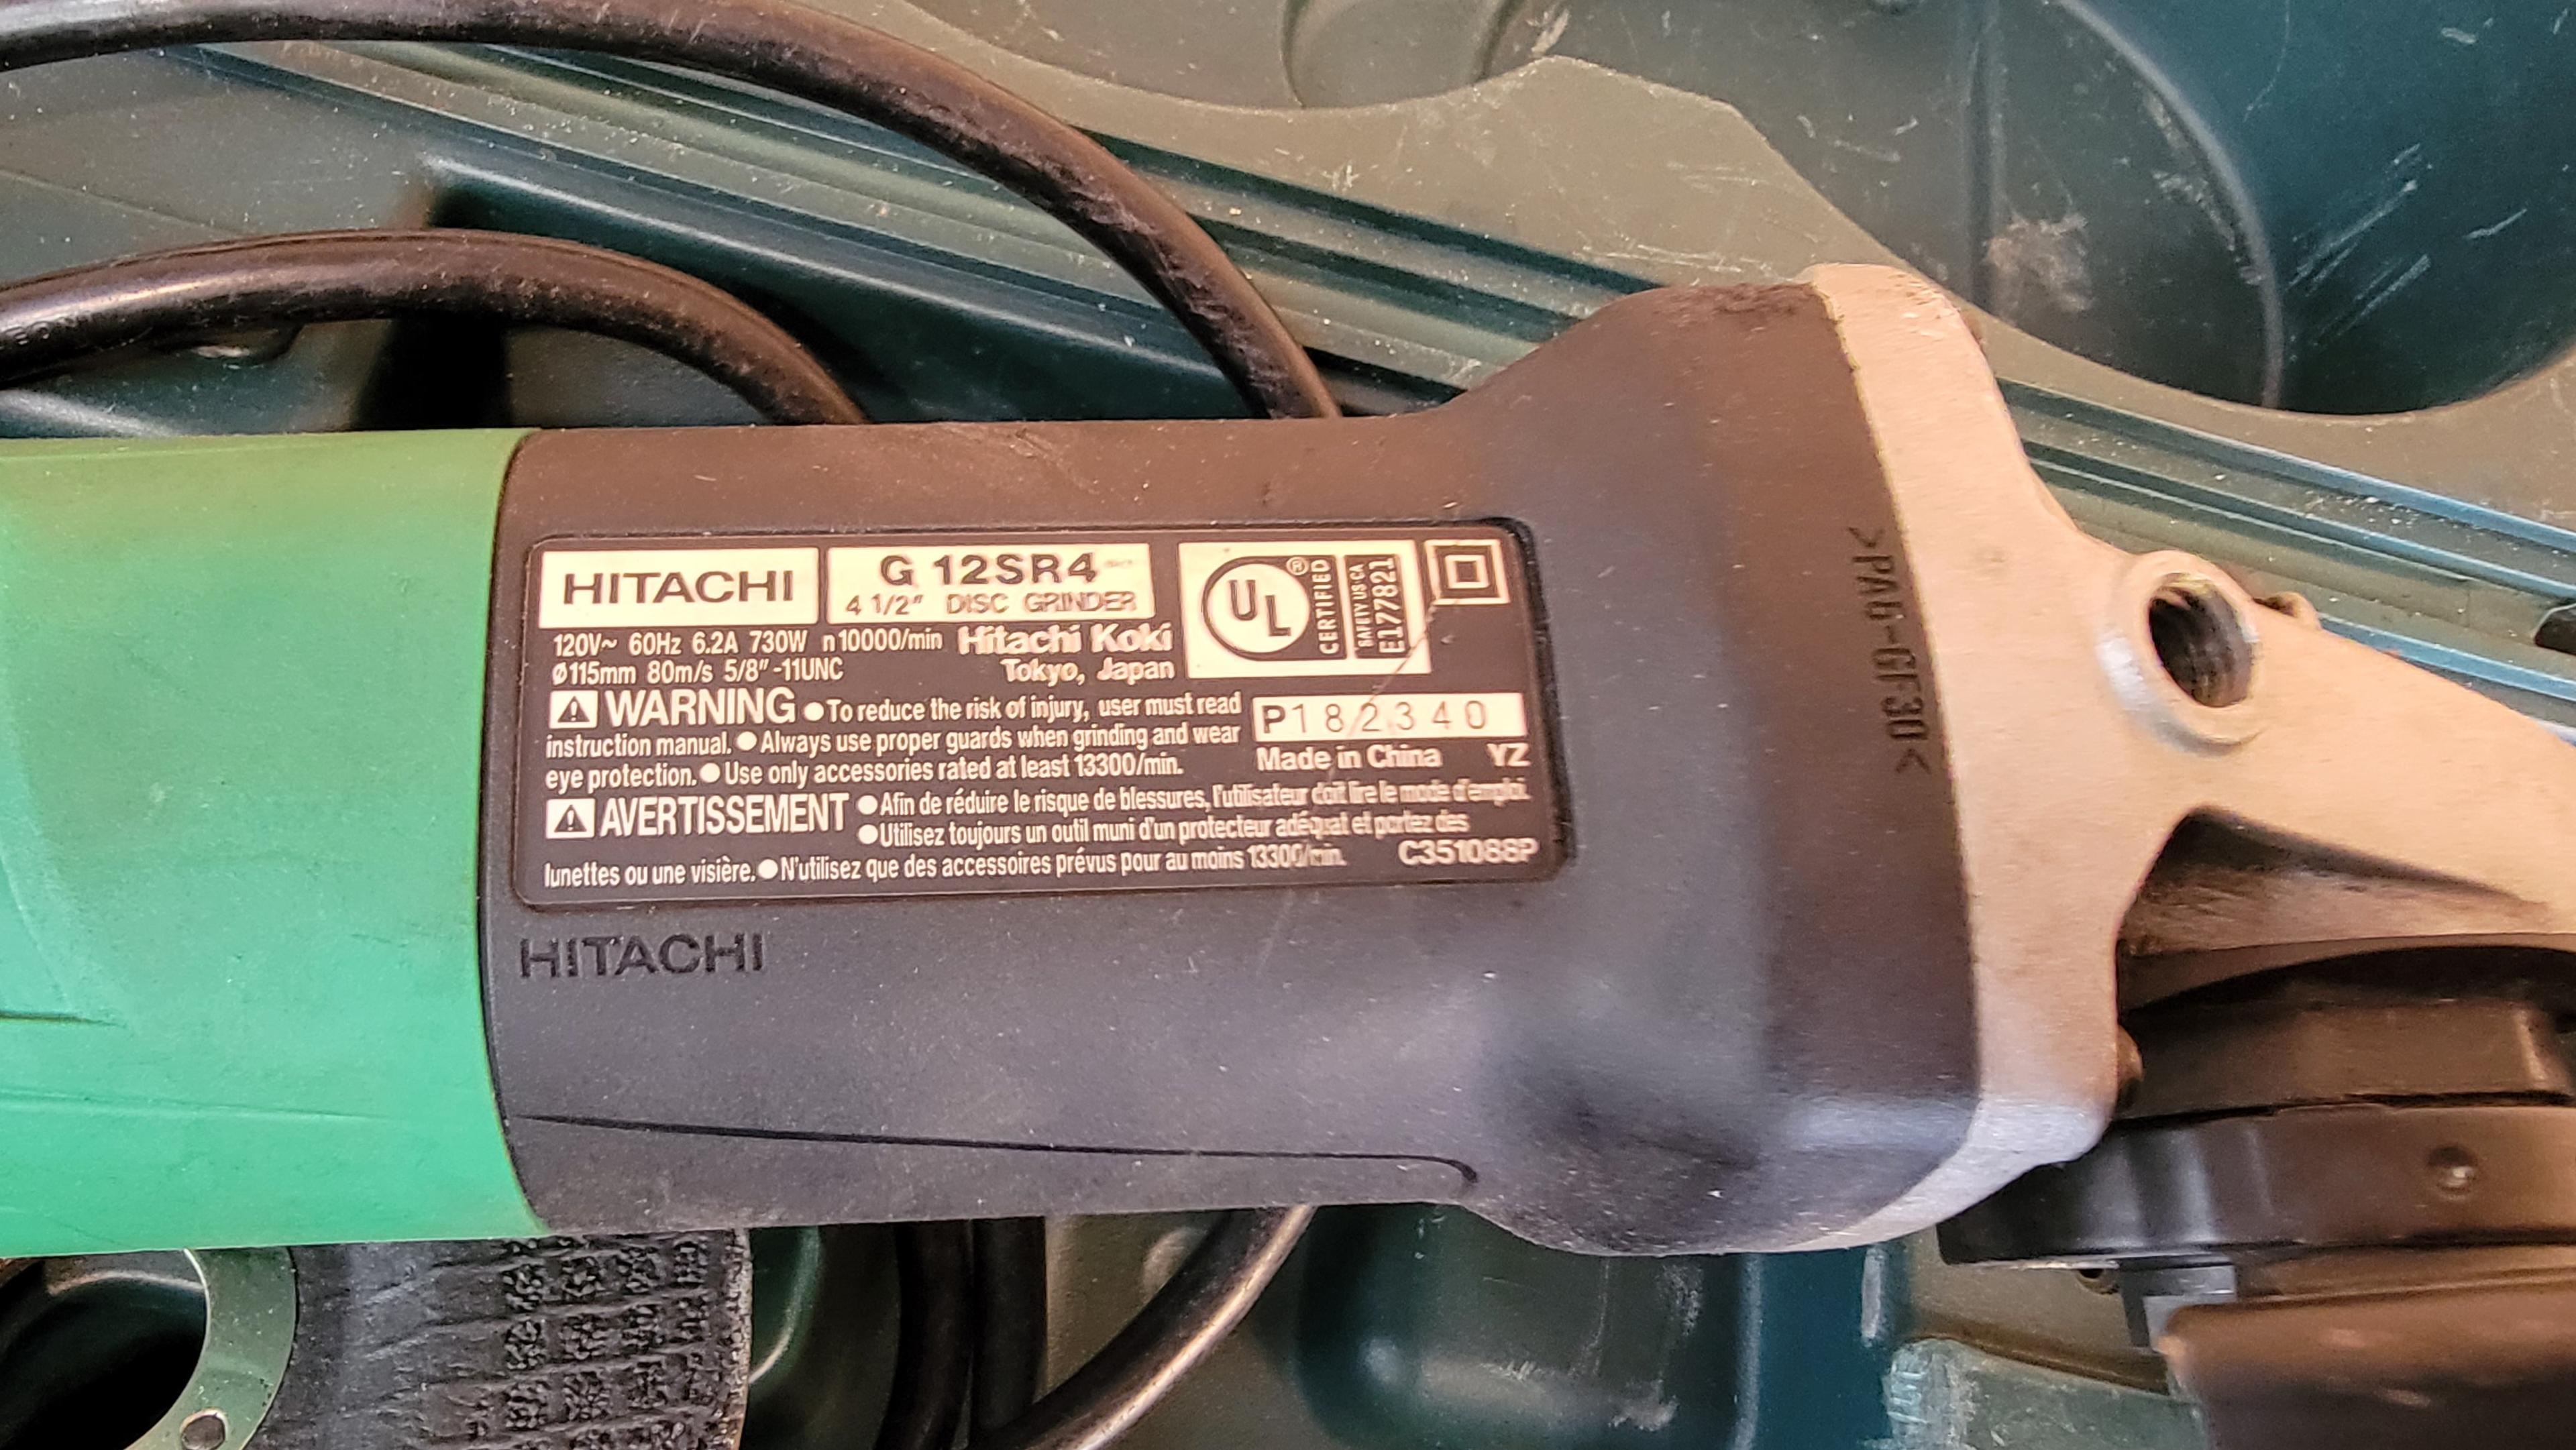 HITACHI
G 12SR4
4 1/2" DISC GRINDER
UL ® CERTIFIED
SAFETY US·CA
E177821
120V~ 60Hz 6.2A 730W n 10000/min Hitachi Koki
Ø115mm 80m/s 5/8"-11UNC Tokyo, Japan
⚠ WARNING ●To reduce the risk of injury, user must read
instruction manual. ●Always use proper guards when grinding and wear
eye protection. ●Use only accessories rated at least 13300/min.
P182340
Made in China YZ
⚠ AVERTISSEMENT ●Afin de réduire le risque de blessures, l'utilisateur doit lire le mode d'emploi.
●Utilisez toujours un outil muni d'un protecteur adéquat et portez des
lunettes ou une visière. ●N'utilisez que des accessoires prévus pour au moins 13300/min. C351088P
HITACHI
>PA6-GF30<